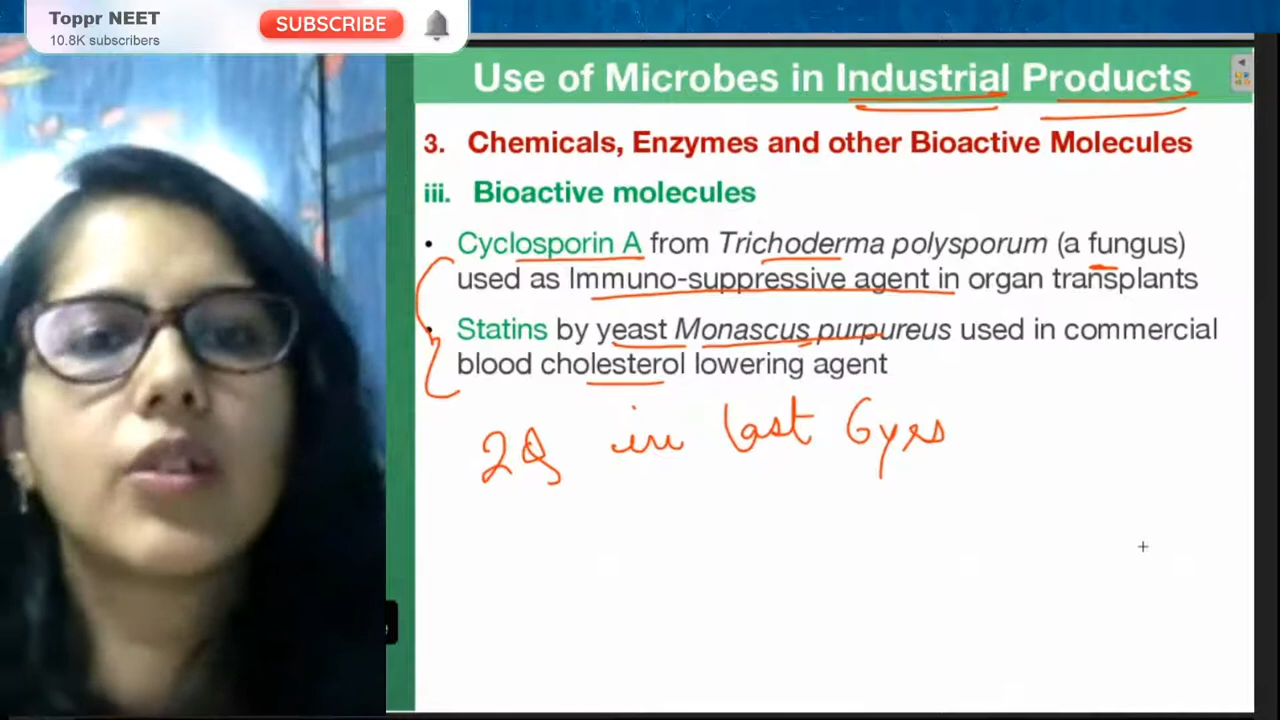 Toppr NEET
10.8K subscribers
SUBSCRIBE
Use of Microbes in Industrial Products
3. Chemicals, Enzymes and other Bioactive Molecules
iii. Bioactive molecules
• Cyclosporin A from Trichoderma polysporum (a fungus)
used as Immuno-suppressive agent in organ transplants
• Statins by yeast Monascus purpureus used in commercial
blood cholesterol lowering agent
2Q in last 6yrs